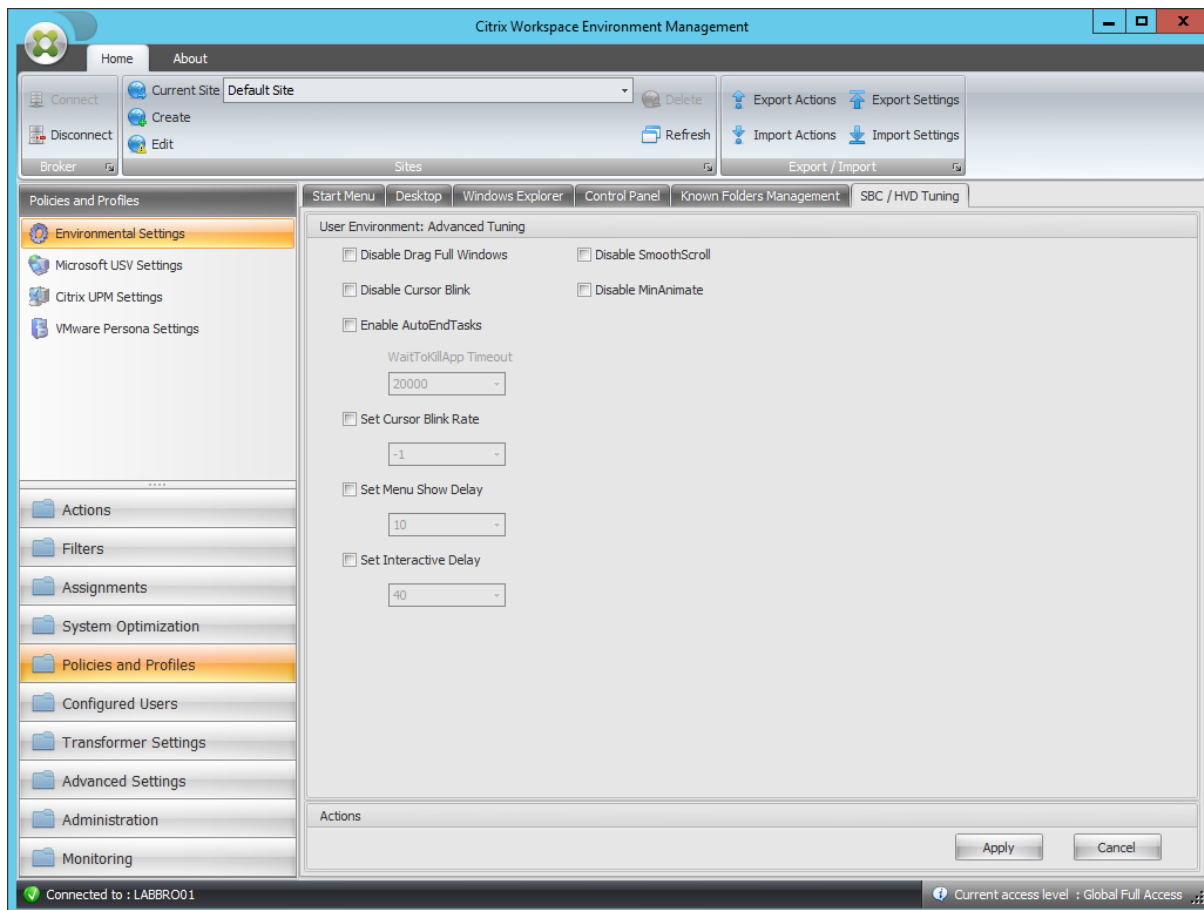 Citrix Workspace Environment Management
Home About
Connect
Disconnect
Broker
Current Site Default Site
Create
Edit
Delete
Refresh
Sites
Export Actions Export Settings
Import Actions Import Settings
Export / Import
Policies and Profiles
Environmental Settings
Microsoft USV Settings
Citrix UPM Settings
VMware Persona Settings
Actions
Filters
Assignments
System Optimization
Policies and Profiles
Configured Users
Transformer Settings
Advanced Settings
Administration
Monitoring
Start Menu Desktop Windows Explorer Control Panel Known Folders Management SBC / HVD Tuning
User Environment: Advanced Tuning
Disable Drag Full Windows Disable SmoothScroll
Disable Cursor Blink Disable MinAnimate
Enable AutoEndTasks
WaitToKillApp Timeout
20000
Set Cursor Blink Rate
-1
Set Menu Show Delay
10
Set Interactive Delay
40
Actions
Apply Cancel
Connected to : LABBRO01 Current access level : Global Full Access